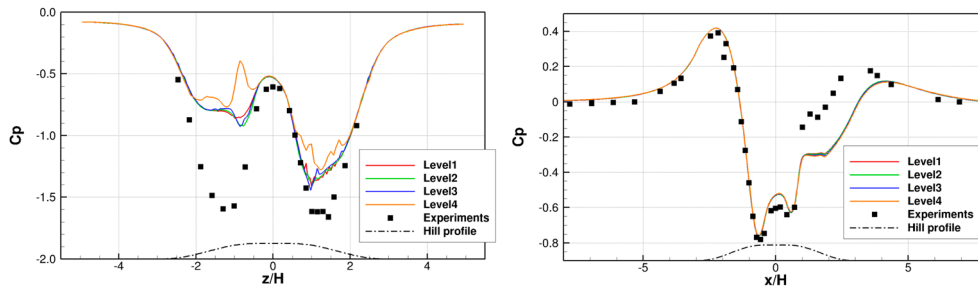 0.0
-0.5
-1.0
-1.5
-2.0
Cp
-4
-2
0
2
4
z/H
Level1
Level2
Level3
Level4
Experiments
Hill profile
0.4
0.2
0
-0.2
-0.4
-0.6
-0.8
Cp
-5
0
5
x/H
Level1
Level2
Level3
Level4
Experiments
Hill profile